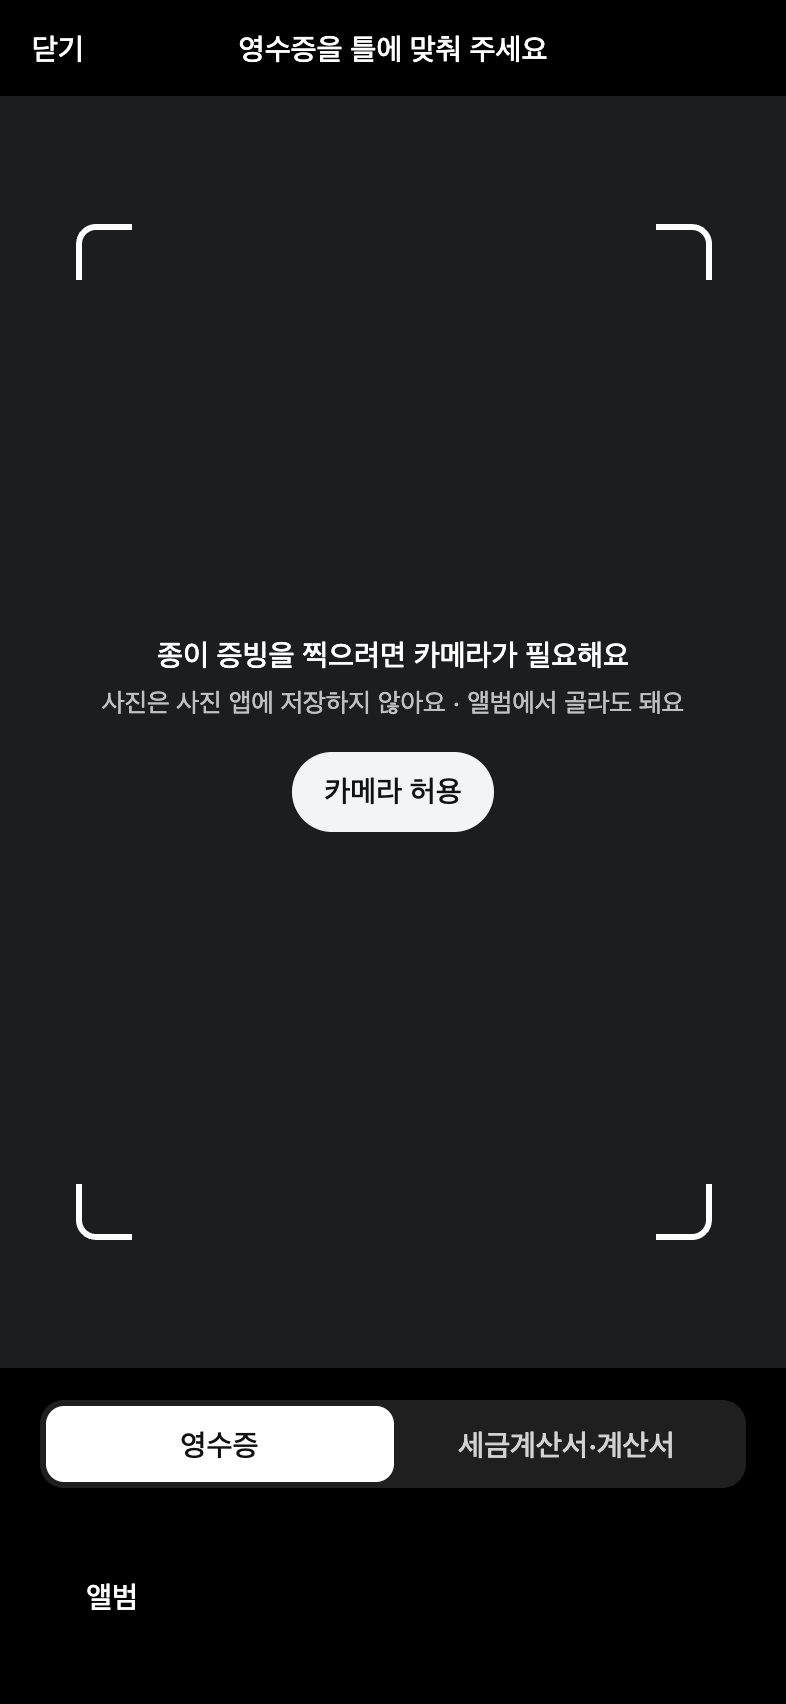 닫기
영수증을 틀에 맞춰 주세요
종이 증빙을 찍으려면 카메라가 필요해요
사진은 사진 앱에 저장하지 않아요 · 앨범에서 골라도 돼요
카메라 허용
영수증
세금계산서·계산서
앨범